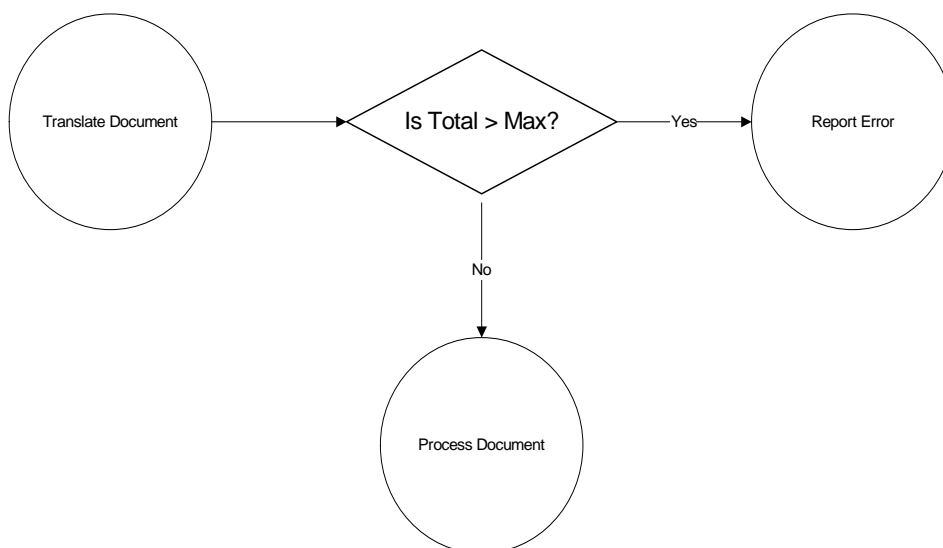 Translate Document
Is Total > Max?
Yes
Report Error
No
Process Document